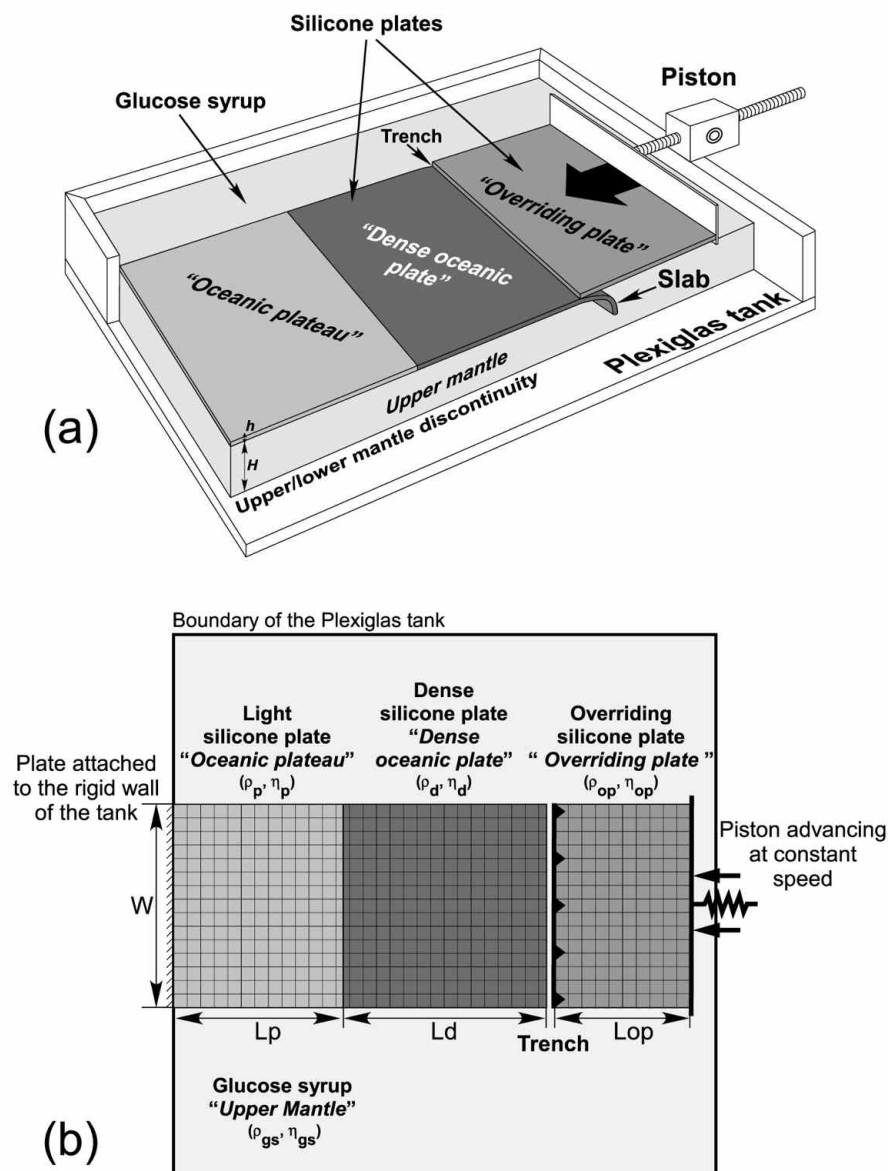 Silicone plates
Piston
Glucose syrup
Trench
“Overriding plate”
“Dense oceanic
plate”
Slab
“Oceanic plateau”
Plexiglas tank
Upper mantle
Upper/lower mantle discontinuity
h
H
(a)
Boundary of the Plexiglas tank
Light
silicone plate
“Oceanic plateau”
(ρp, ηp)
Dense
silicone plate
“Dense
oceanic plate”
(ρd, ηd)
Overriding
silicone plate
“ Overriding plate ”
(ρop, ηop)
Plate attached
to the rigid wall
of the tank
Piston advancing
at constant
speed
W
Lp
Ld
Trench
Lop
Glucose syrup
“Upper Mantle”
(ρgs, ηgs)
(b)